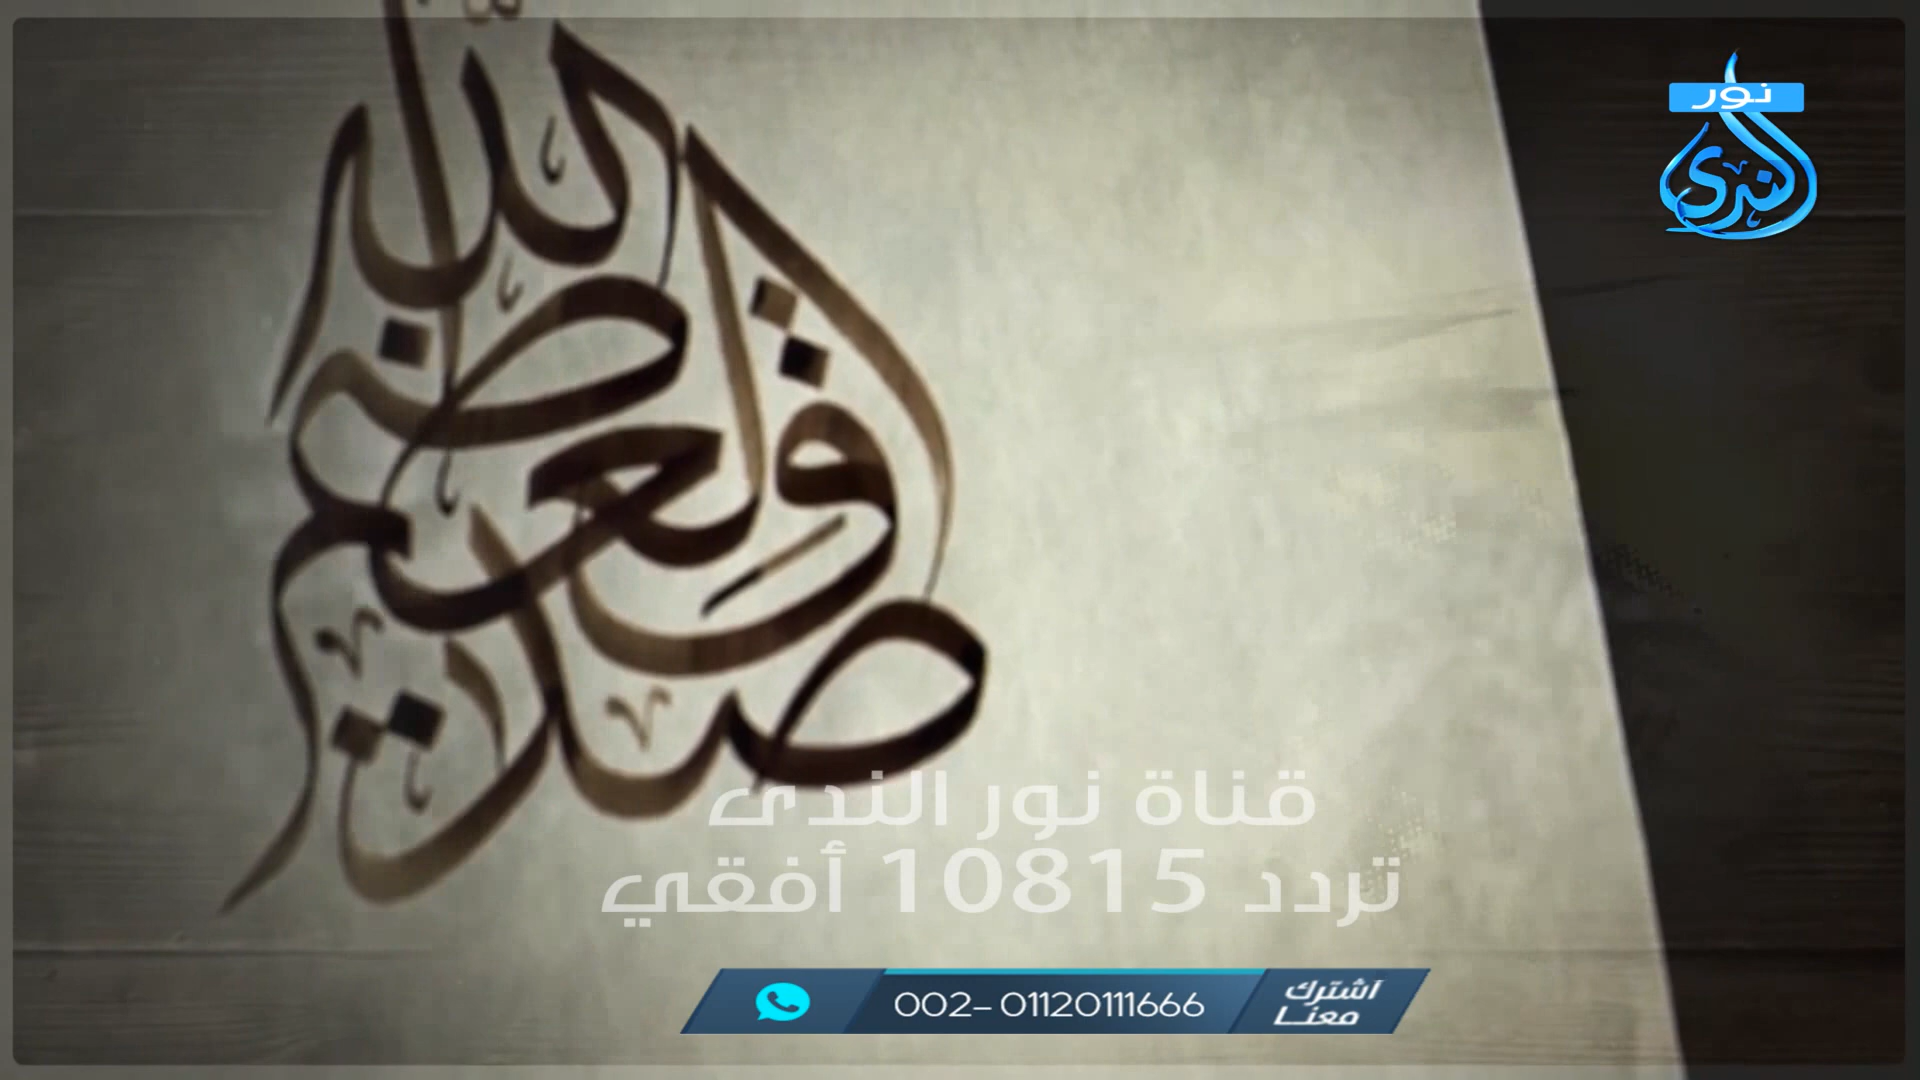 نور
الندى
صدق الله العظيم
قناة نور الندى
تردد 10815 أفقي
اشترك
معنا
002-01120111666